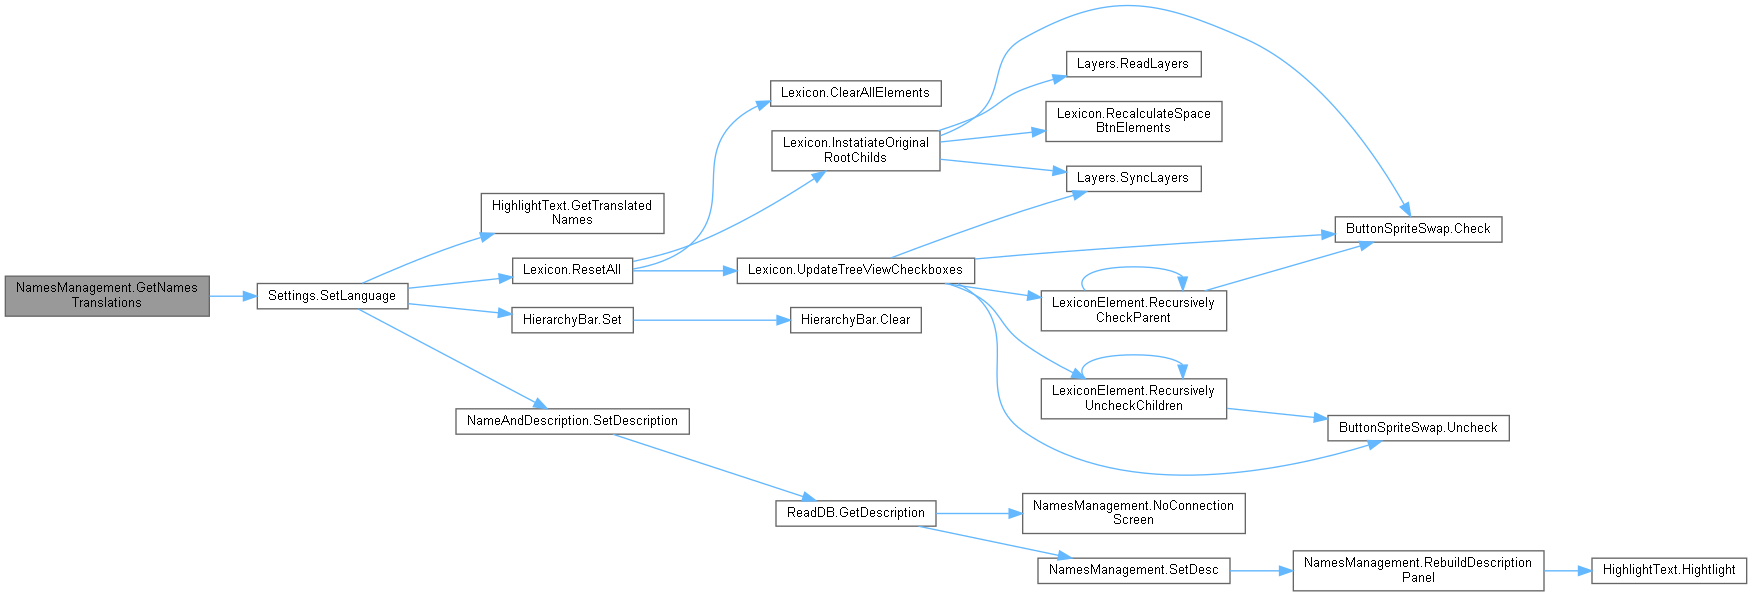 NamesManagement.GetNames
Translations
Settings.SetLanguage
HighlightText.GetTranslated
Names
Lexicon.ResetAll
HierarchyBar.Set
NameAndDescription.SetDescription
Lexicon.ClearAllElements
Lexicon.InstatiateOriginal
RootChilds
Lexicon.UpdateTreeViewCheckboxes
HierarchyBar.Clear
ReadDB.GetDescription
Layers.ReadLayers
Lexicon.RecalculateSpace
BtnElements
Layers.SyncLayers
LexiconElement.Recursively
CheckParent
LexiconElement.Recursively
UncheckChildren
NamesManagement.NoConnection
Screen
NamesManagement.SetDesc
ButtonSpriteSwap.Check
ButtonSpriteSwap.Uncheck
NamesManagement.RebuildDescription
Panel
HighlightText.Hightlight